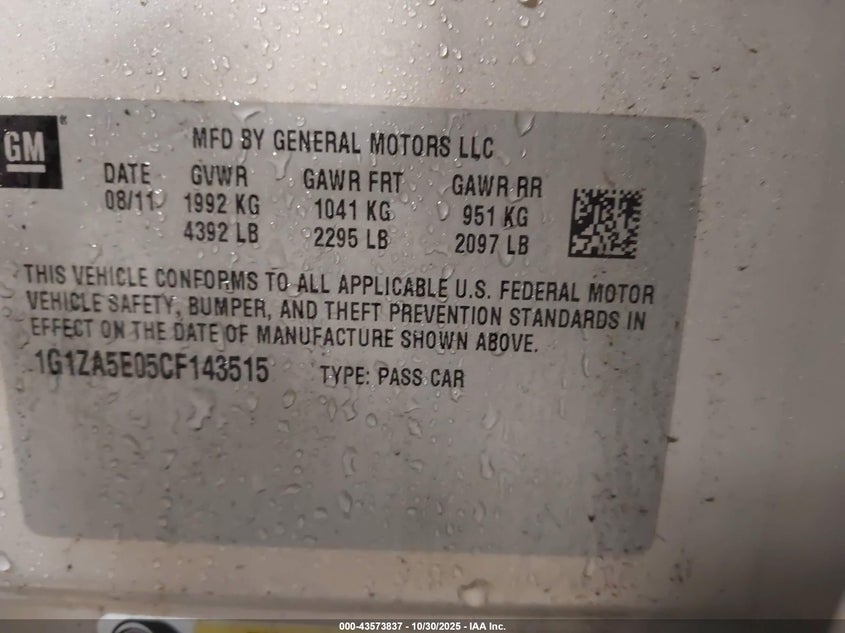 GM
MFD BY GENERAL MOTORS LLC
DATE GVWR GAWR FRT GAWR RR
08/11 1992 KG 1041 KG 951 KG
4392 LB 2295 LB 2097 LB
THIS VEHICLE CONFORMS TO ALL APPLICABLE U.S. FEDERAL MOTOR
VEHICLE SAFETY, BUMPER, AND THEFT PREVENTION STANDARDS IN
EFFECT ON THE DATE OF MANUFACTURE SHOWN ABOVE.
1G1ZA5E05CF143515 TYPE: PASS CAR
000-43573837 - 10/30/2025 - IAA Inc.